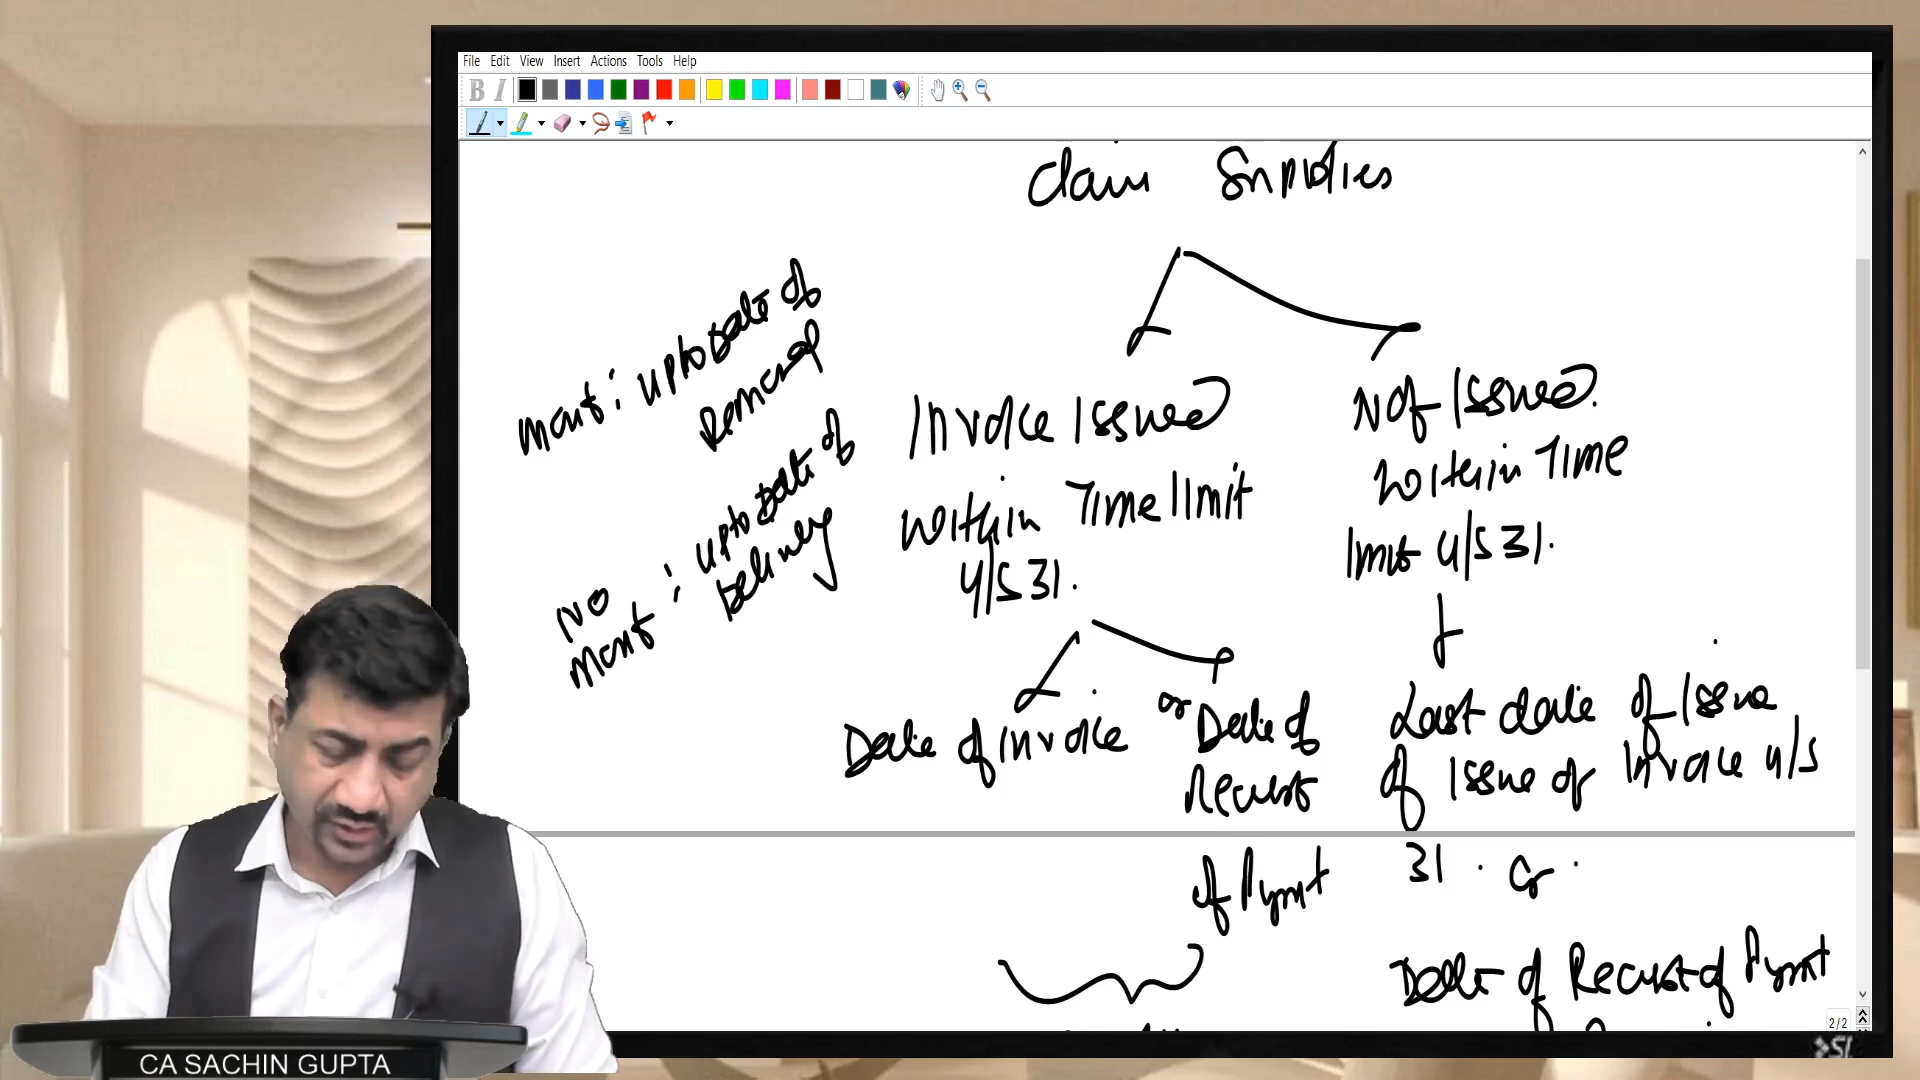 File Edit View Insert Actions Tools Help
B I
Claim Supplies
Mont: upto Date of
Removal
No
Mont: upto Date of
Delivery
Invoice Issued
Within Time limit
u/s 31.
Not Issued
Within Time
limit u/s 31.
Date of invoice or Date of
Receipt
of Pymt
Last date of Issue
of Issue of Invoice u/s
31. or
Date of Receipt of Pymt
2/2
CA SACHIN GUPTA